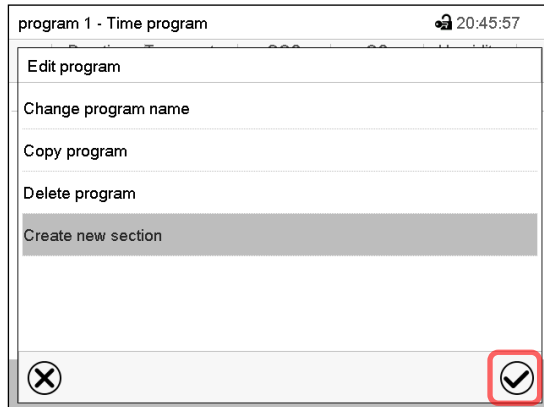 program 1 - Time program 20:45:57
Edit program
Change program name
Copy program
Delete program
Create new section